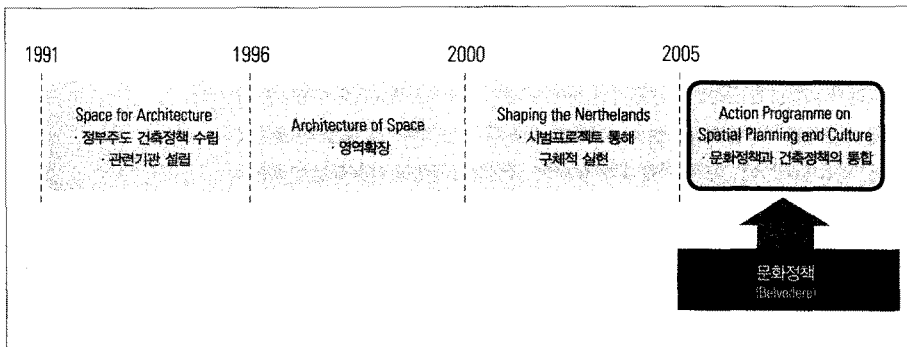 1991
1996
2000
2005
Space for Architecture
· 정부주도 건축정책 수립
· 관련기관 설립
Architecture of Space
· 영역확장
Shaping the Nertherlands
· 시범프로젝트 통해
구체적 실현
Action Programme on
Spatial Planning and Culture
· 문화정책과 건축정책의 통합
문화정책
(Belvedere)